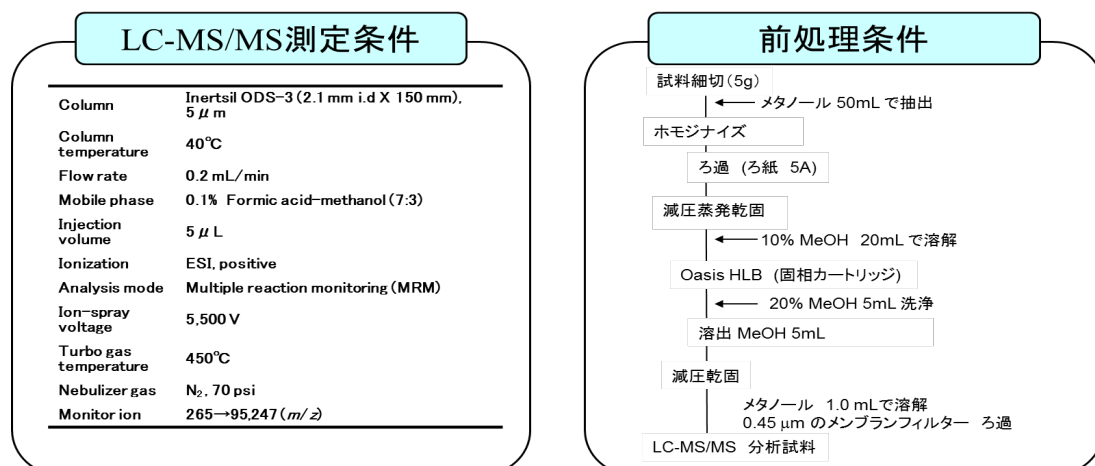 LC-MS/MS測定条件
Column Inertsil ODS-3 (2.1 mm i.d X 150 mm), 5 μm
Column temperature 40℃
Flow rate 0.2 mL/min
Mobile phase 0.1% Formic acid-methanol (7:3)
Injection volume 5 μL
Ionization ESI, positive
Analysis mode Multiple reaction monitoring (MRM)
Ion-spray voltage 5,500 V
Turbo gas temperature 450℃
Nebulizer gas N₂, 70 psi
Monitor ion 265→95,247 (m/z)
前処理条件
試料細切(5g)
メタノール 50mL で抽出
ホモジナイズ
ろ過 (ろ紙 5A)
減圧蒸発乾固
10% MeOH 20mL で溶解
Oasis HLB (固相カートリッジ)
20% MeOH 5mL 洗浄
溶出 MeOH 5mL
減圧乾固
メタノール 1.0 mLで溶解
0.45 μm のメンブランフィルター ろ過
LC-MS/MS 分析試料